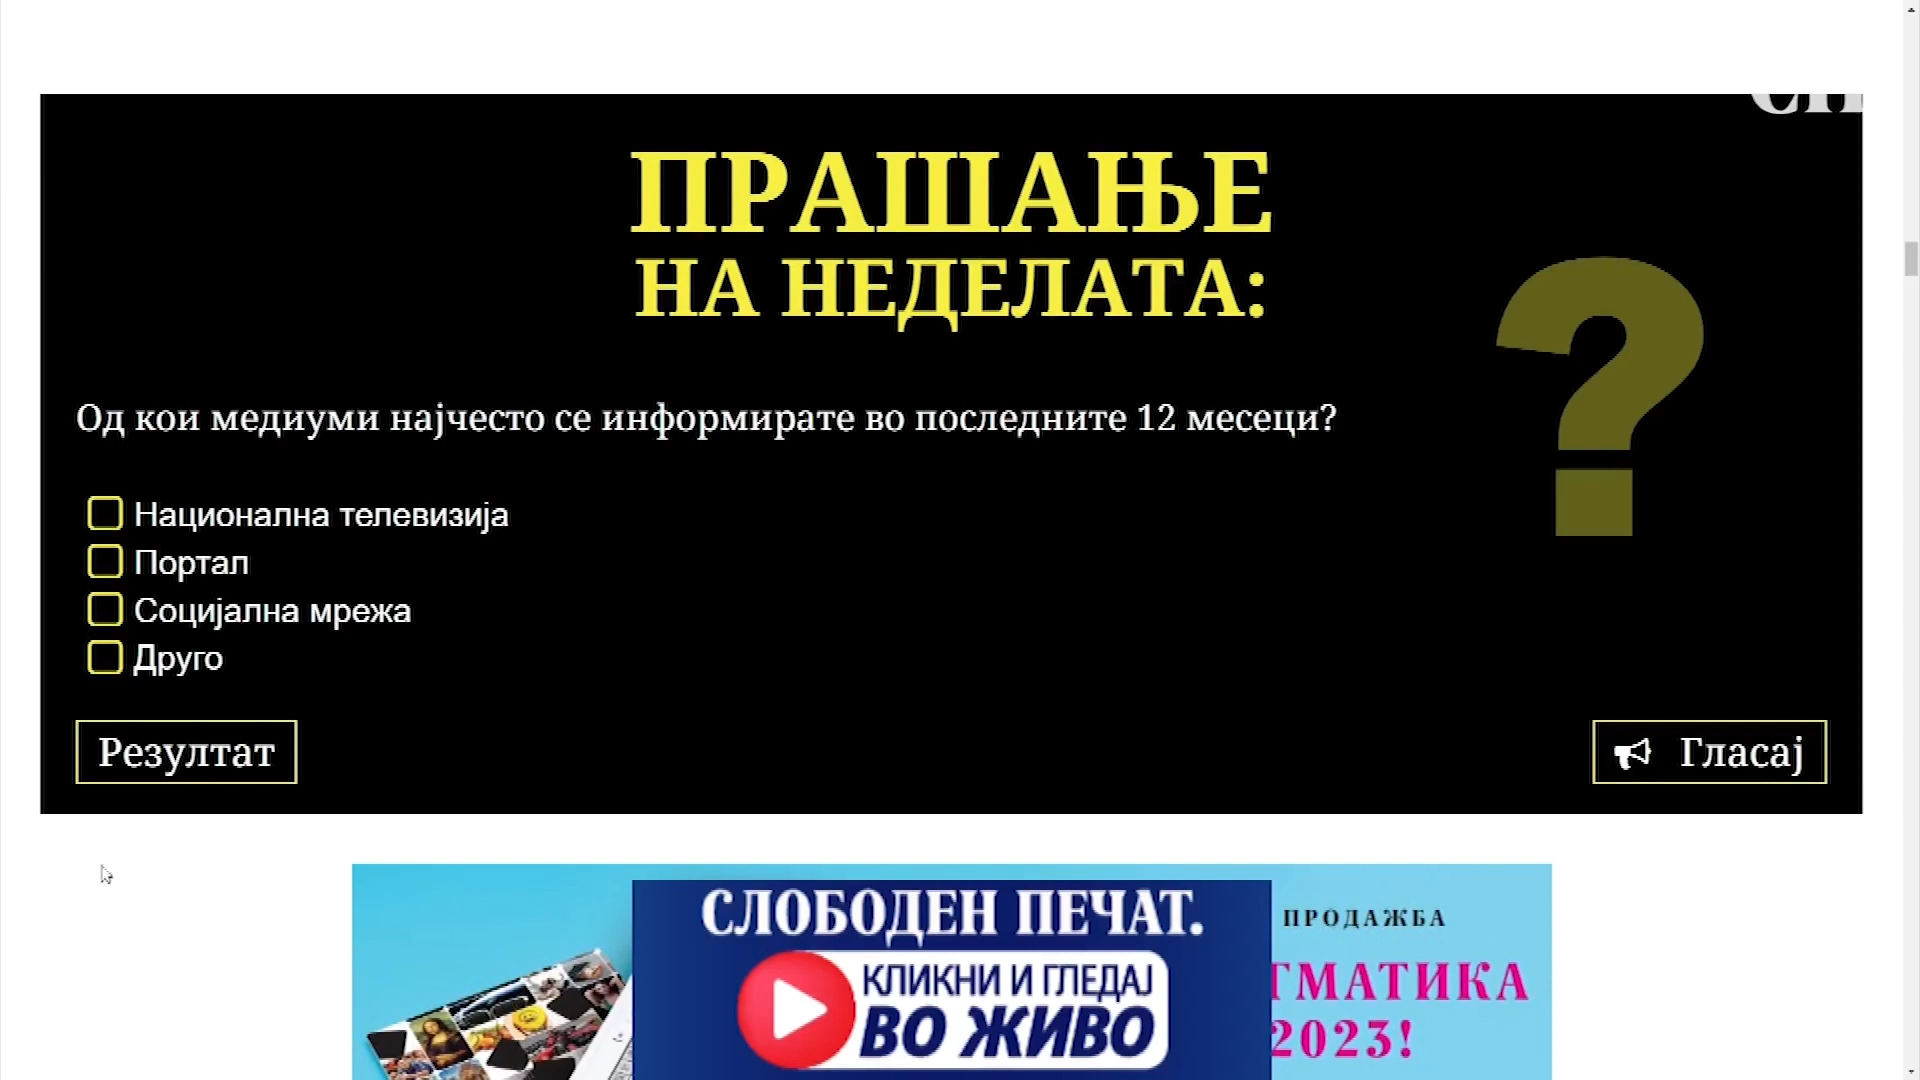 ПРАШАЊЕ
НА НЕДЕЛАТА:
Од кои медиуми најчесто се информирате во последните 12 месеци?
Национална телевизија
Портал
Социјална мрежа
Друго
Резултат
Гласај
СЛОБОДЕН ПЕЧАТ.
КЛИКНИ И ГЛЕДАЈ
ВО ЖИВО
ПРОДАЖБА
2023!